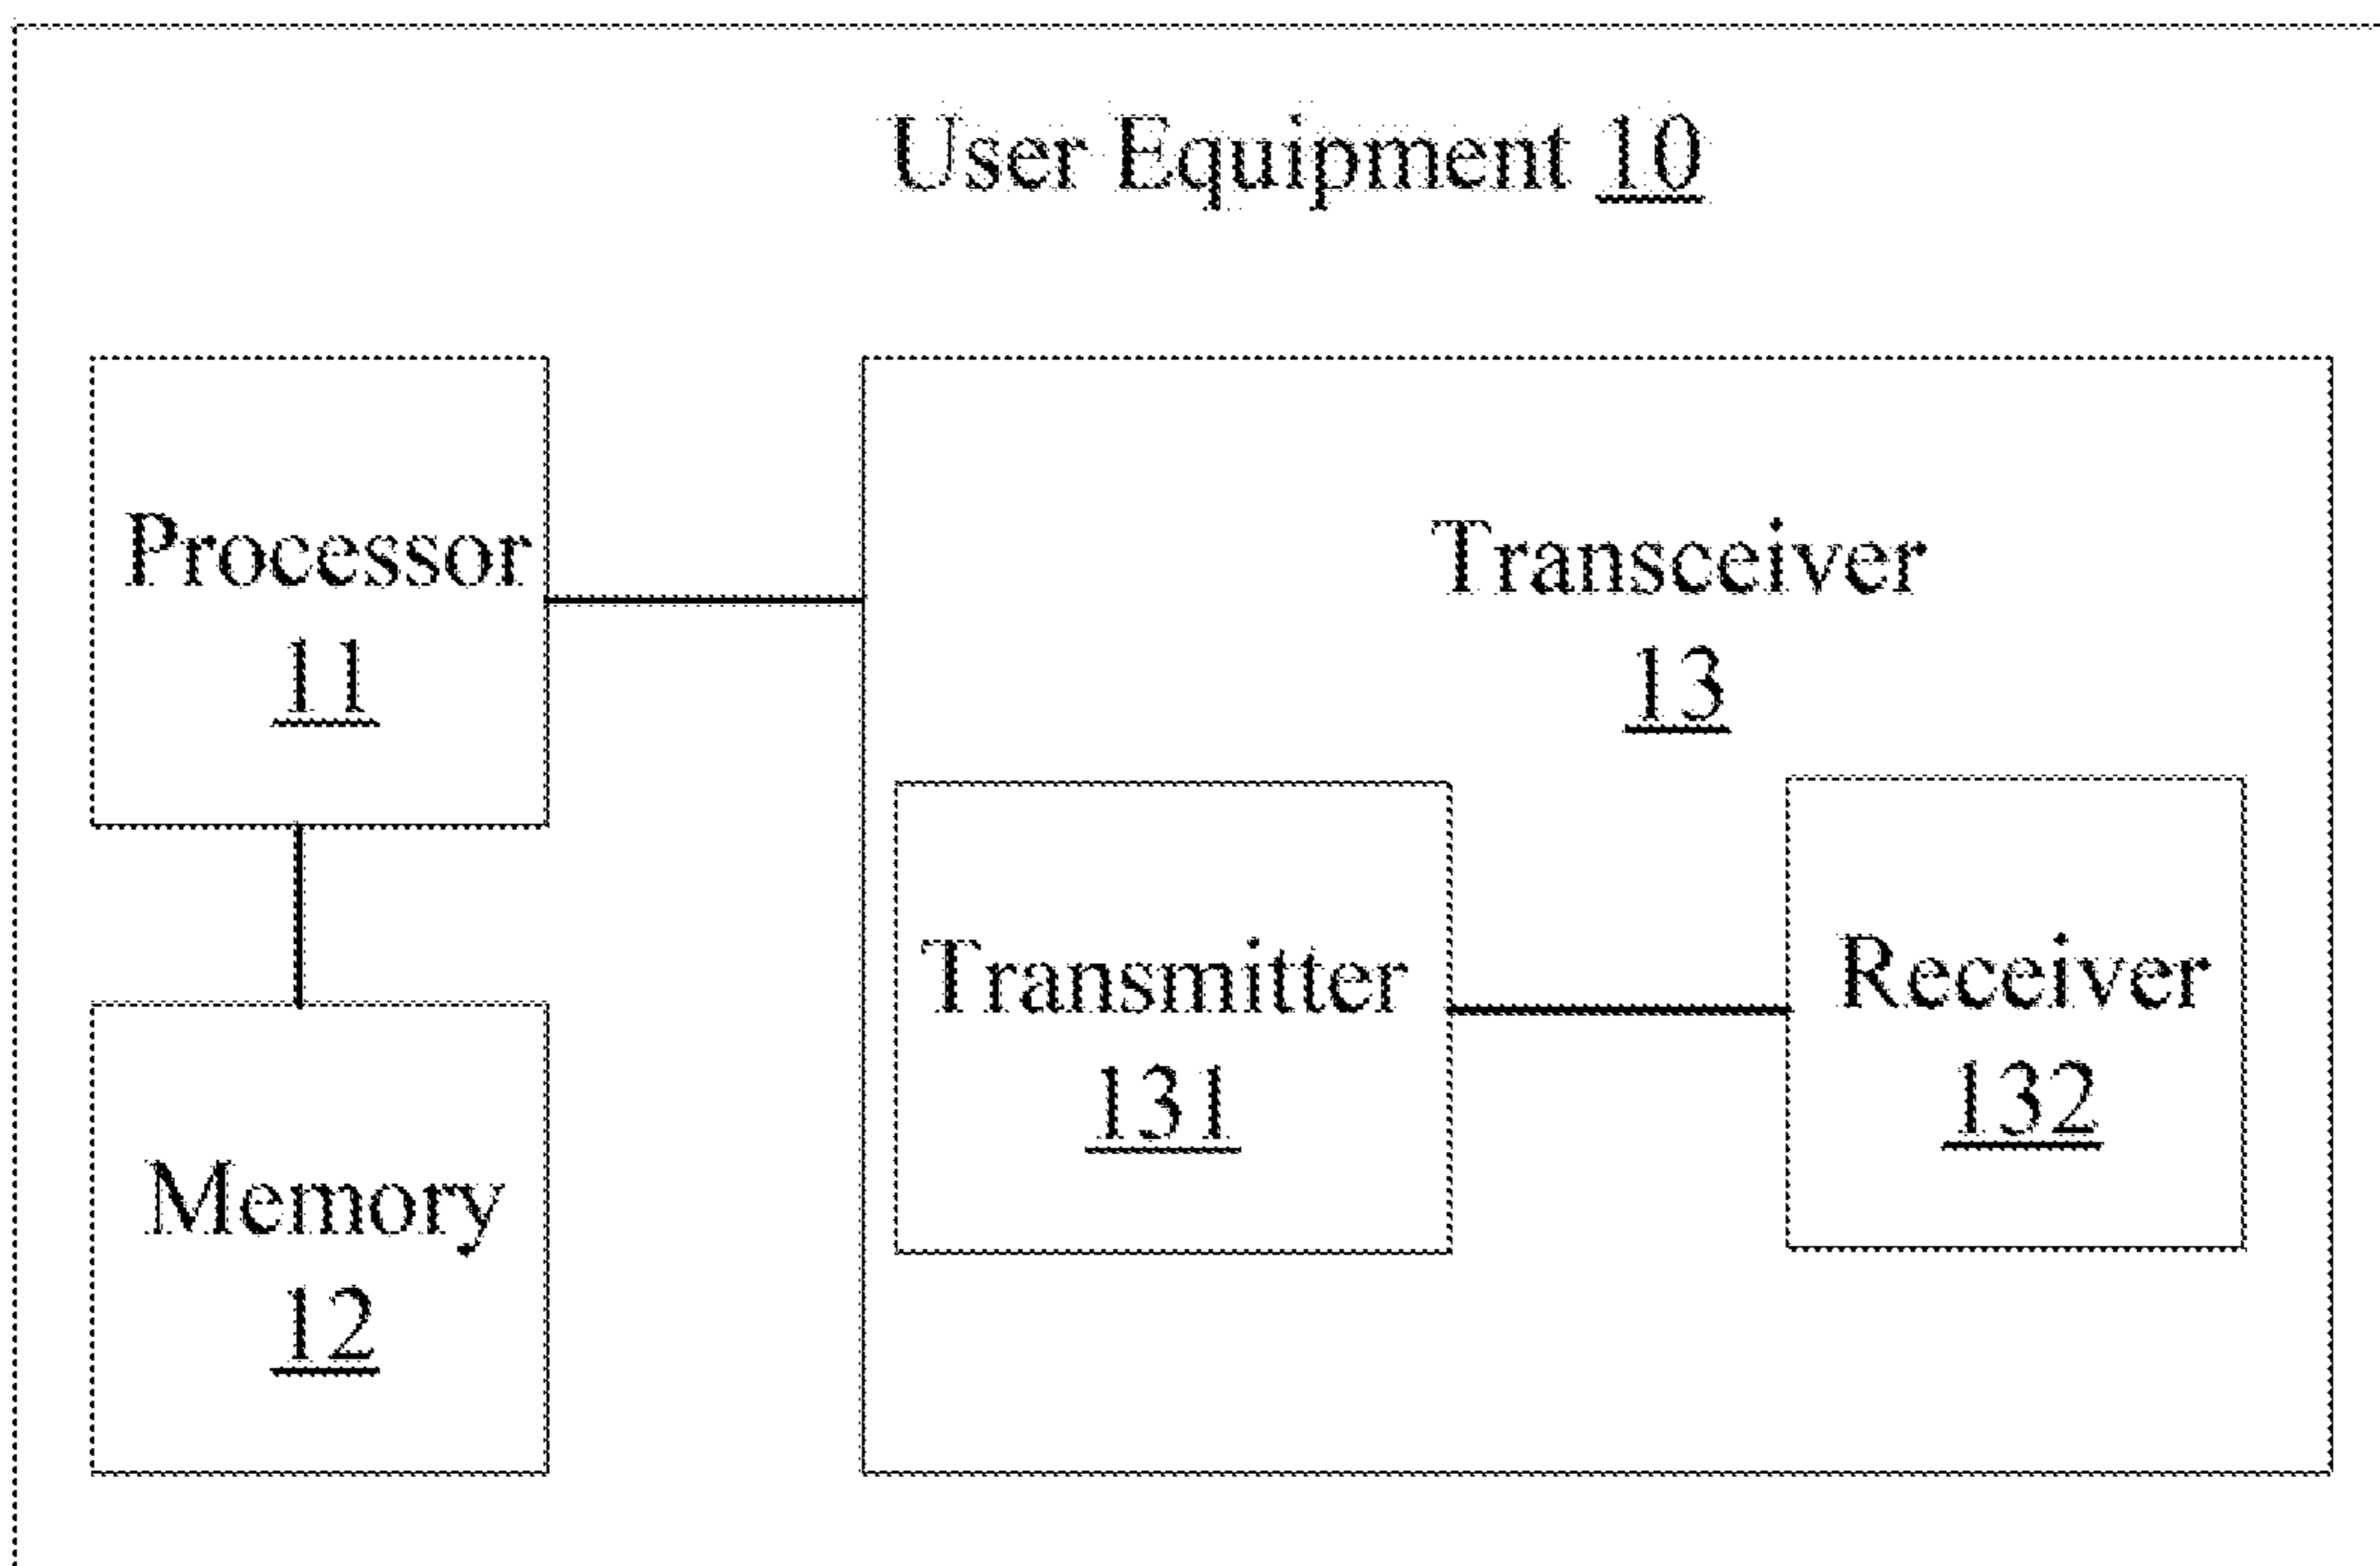 User Equipment 10
Processor
11
Transceiver
13
Transmitter
131
Receiver
132
Memory
12